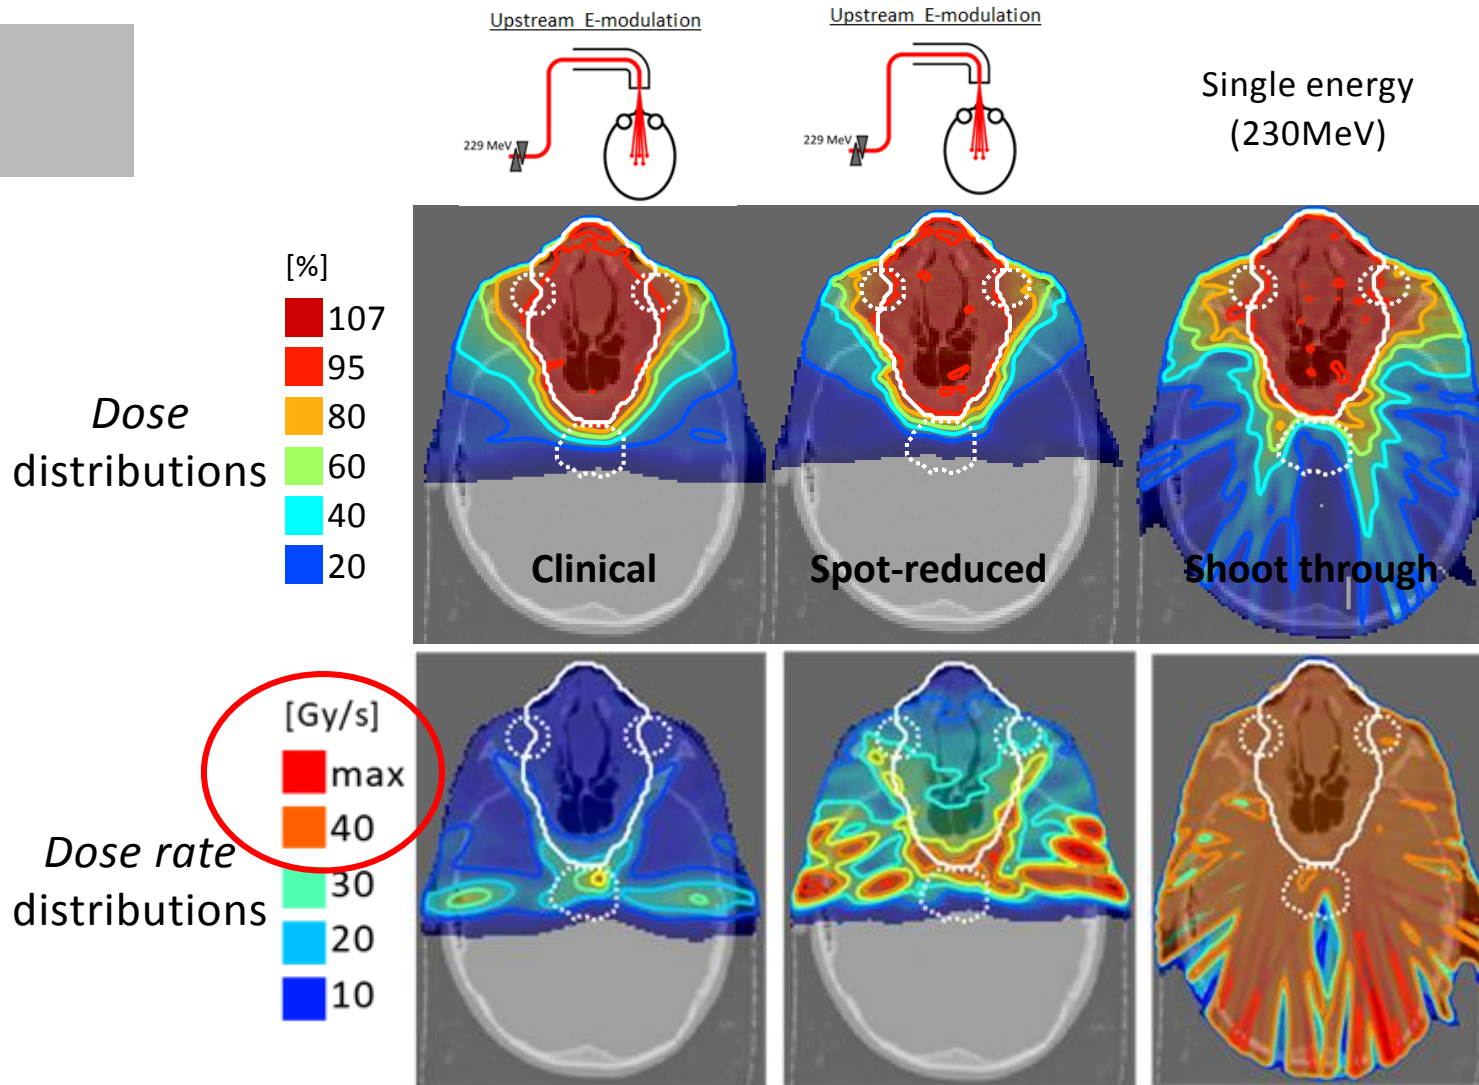 Upstream E-modulation
Upstream E-modulation
229 MeV
229 MeV
Single energy
(230MeV)
[%]
107
95
80
60
40
20
Dose
distributions
Clinical
Spot-reduced
Shoot through
[Gy/s]
max
40
30
20
10
Dose rate
distributions